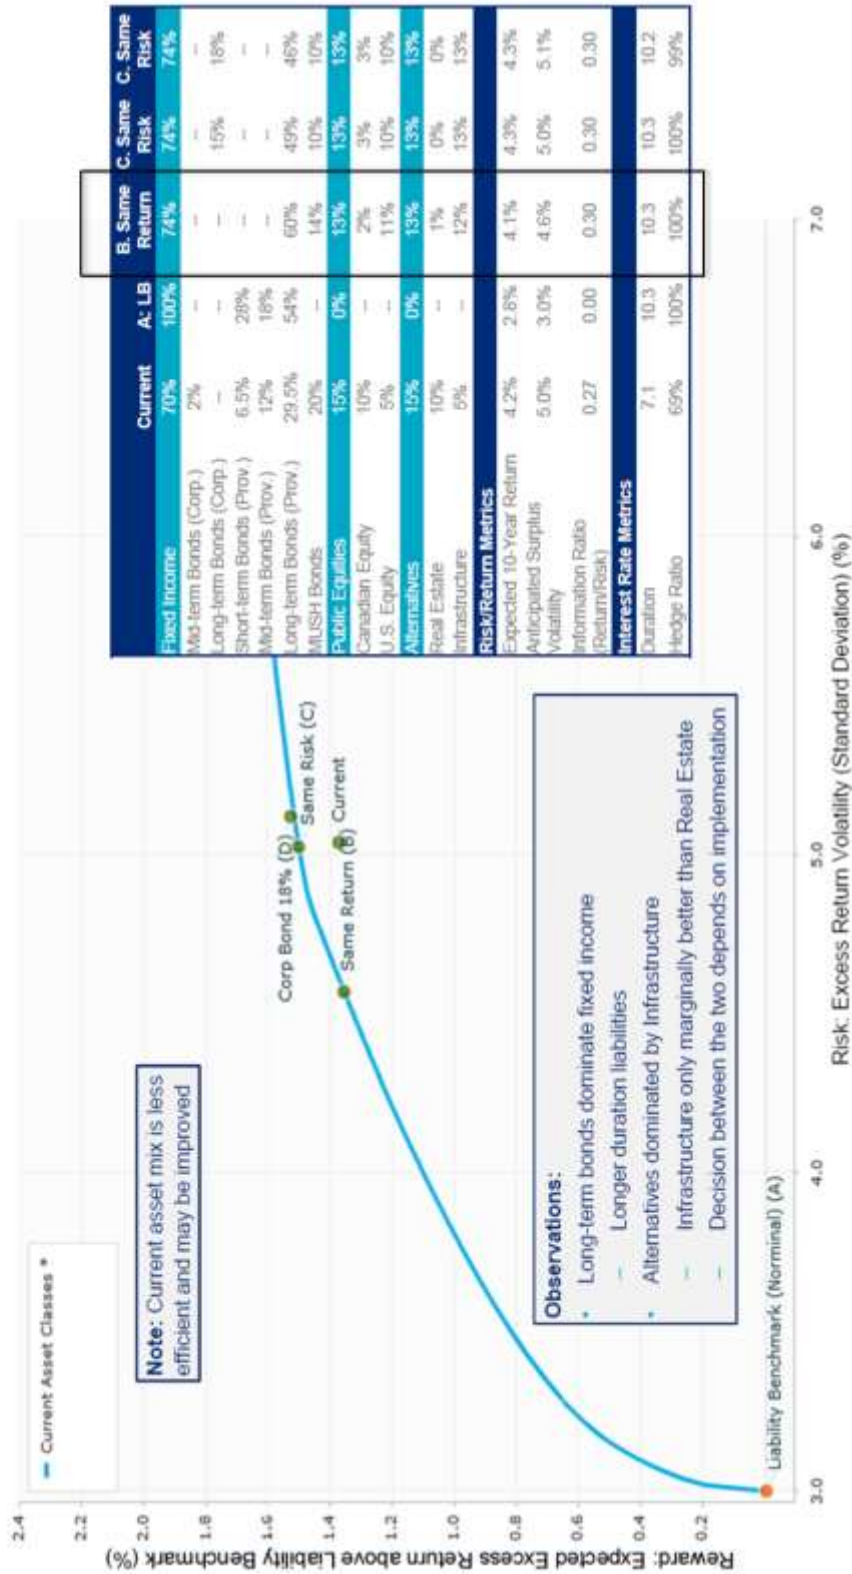 Current Asset Classes *
Note: Current asset mix is less
efficient and may be improved
Reward: Expected Excess Return above Liability Benchmark (%)
2.4
2.2
2.0
1.8
1.6
1.4
1.2
1.0
0.8
0.6
0.4
0.2
3.0
4.0
5.0
6.0
7.0
Risk: Excess Return Volatility (Standard Deviation) (%)
Liability Benchmark (Norminal) (A)
Same Return (B)
Current
Corp Bond 18% (D)
Same Risk (C)
Observations:
• Long-term bonds dominate fixed income
– Longer duration liabilities
• Alternatives dominated by Infrastructure
– Infrastructure only marginally better than Real Estate
– Decision between the two depends on implementation
Current A: LB B. Same Return C. Same Risk C. Same Risk
Fixed Income 70% 100% 74% 74% 74%
Mid-term Bonds (Corp.) 2% -- -- -- --
Long-term Bonds (Corp.) -- -- -- 15% 18%
Short-term Bonds (Prov.) 6.5% 28% -- -- --
Mid-term Bonds (Prov.) 12% 18% -- -- --
Long-term Bonds (Prov.) 29.5% 54% 60% 49% 46%
MUSH Bonds 20% -- 14% 10% 10%
Public Equities 15% 0% 13% 13% 13%
Canadian Equity 10% -- 2% 3% 3%
U.S. Equity 5% -- 11% 10% 10%
Alternatives 15% 0% 13% 13% 13%
Real Estate 10% -- 1% 0% 0%
Infrastructure 5% -- 12% 13% 13%
Risk/Return Metrics
Expected 10-Year Return 4.2% 2.8% 4.1% 4.3% 4.3%
Anticipated Surplus
Volatility 5.0% 3.0% 4.6% 5.0% 5.1%
Information Ratio
(Return/Risk) 0.27 0.00 0.30 0.30 0.30
Interest Rate Metrics
Duration 7.1 10.3 10.3 10.3 10.2
Hedge Ratio 69% 100% 100% 100% 99%